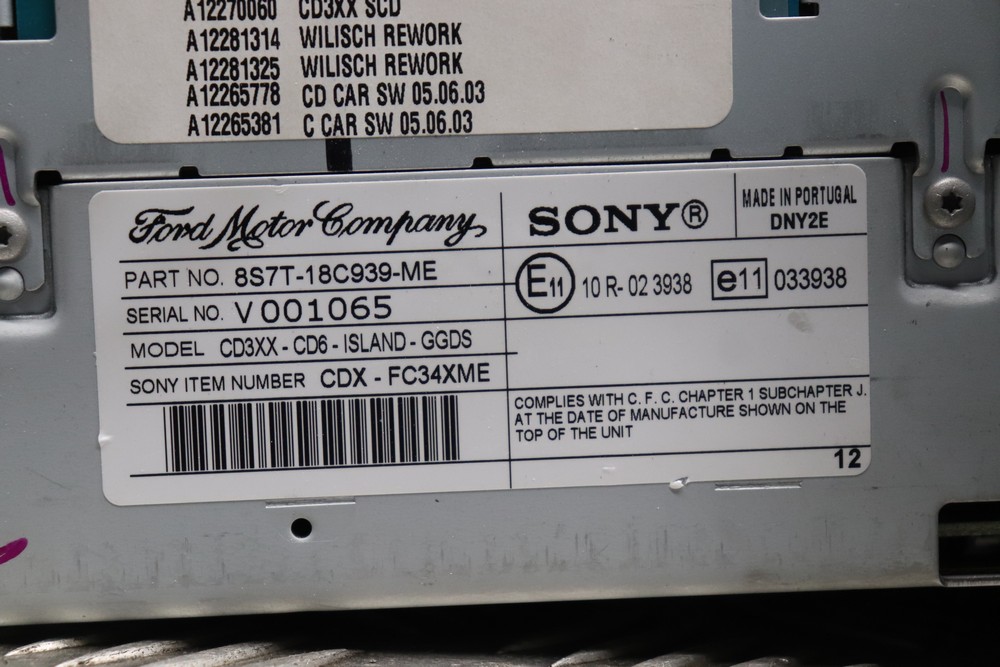 A12270060 CD3XX SCD
A12281314 WILISCH REWORK
A12281325 WILISCH REWORK
A12265778 CD CAR SW 05.06.03
A12265381 C CAR SW 05.06.03
Ford Motor Company,
SONY®
MADE IN PORTUGAL
DNY2E
PART NO. 8S7T-18C939-ME
SERIAL NO. V001065
MODEL CD3XX - CD6 - ISLAND - GGDS
SONY ITEM NUMBER CDX - FC34XME
E11 10 R- 02 3938 e11 033938
COMPLIES WITH C. F. C. CHAPTER 1 SUBCHAPTER J.
AT THE DATE OF MANUFACTURE SHOWN ON THE
TOP OF THE UNIT
12